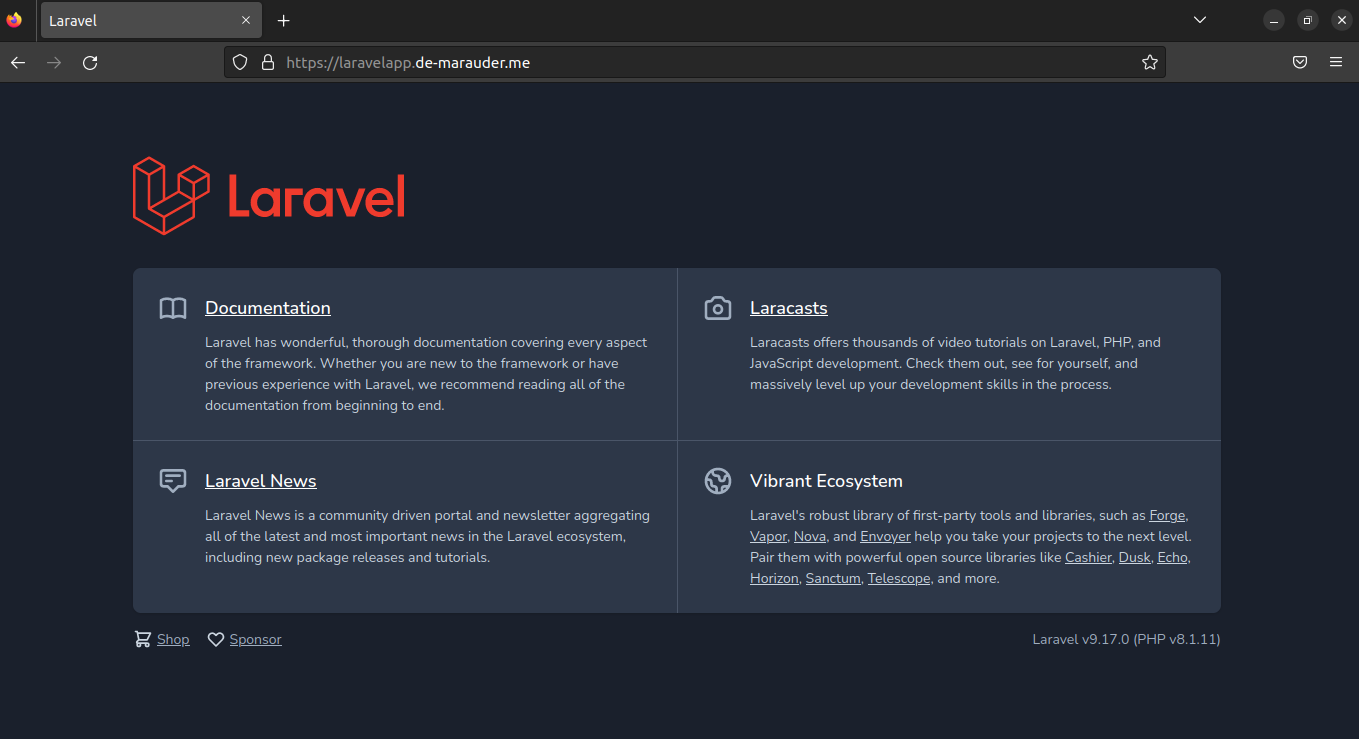 Laravel
https://laravelapp.de-marauder.me
Laravel
Documentation
Laravel has wonderful, thorough documentation covering every aspect
of the framework. Whether you are new to the framework or have
previous experience with Laravel, we recommend reading all of the
documentation from beginning to end.
Laracasts
Laracasts offers thousands of video tutorials on Laravel, PHP, and
JavaScript development. Check them out, see for yourself, and
massively level up your development skills in the process.
Laravel News
Laravel News is a community driven portal and newsletter aggregating
all of the latest and most important news in the Laravel ecosystem,
including new package releases and tutorials.
Vibrant Ecosystem
Laravel's robust library of first-party tools and libraries, such as Forge,
Vapor, Nova, and Envoyer help you take your projects to the next level.
Pair them with powerful open source libraries like Cashier, Dusk, Echo,
Horizon, Sanctum, Telescope, and more.
Shop Sponsor
Laravel v9.17.0 (PHP v8.1.11)